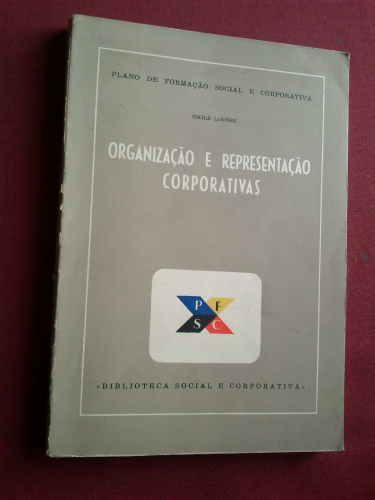 PLANO DE FORMAÇÃO SOCIAL E CORPORATIVA
EMILE LOUSSE
ORGANIZAÇÃO E REPRESENTAÇÃO
CORPORATIVAS
P F
S C
«BIBLIOTECA SOCIAL E CORPORATIVA»